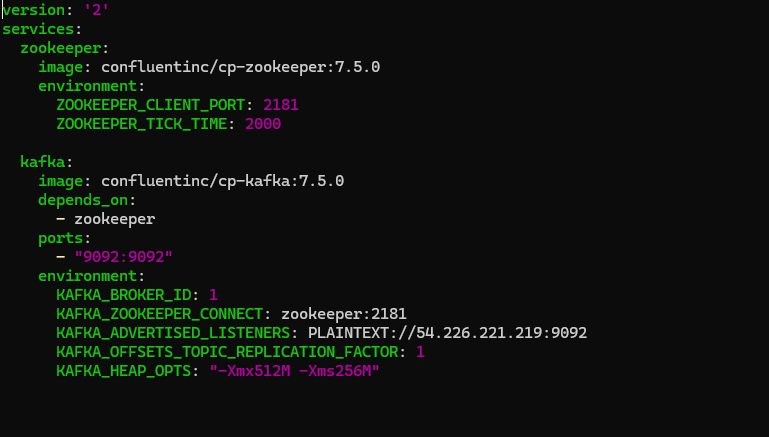 version: '2'
services:
  zookeeper:
    image: confluentinc/cp-zookeeper:7.5.0
    environment:
      ZOOKEEPER_CLIENT_PORT: 2181
      ZOOKEEPER_TICK_TIME: 2000

  kafka:
    image: confluentinc/cp-kafka:7.5.0
    depends_on:
      - zookeeper
    ports:
      - "9092:9092"
    environment:
      KAFKA_BROKER_ID: 1
      KAFKA_ZOOKEEPER_CONNECT: zookeeper:2181
      KAFKA_ADVERTISED_LISTENERS: PLAINTEXT://54.226.221.219:9092
      KAFKA_OFFSETS_TOPIC_REPLICATION_FACTOR: 1
      KAFKA_HEAP_OPTS: "-Xmx512M -Xms256M"